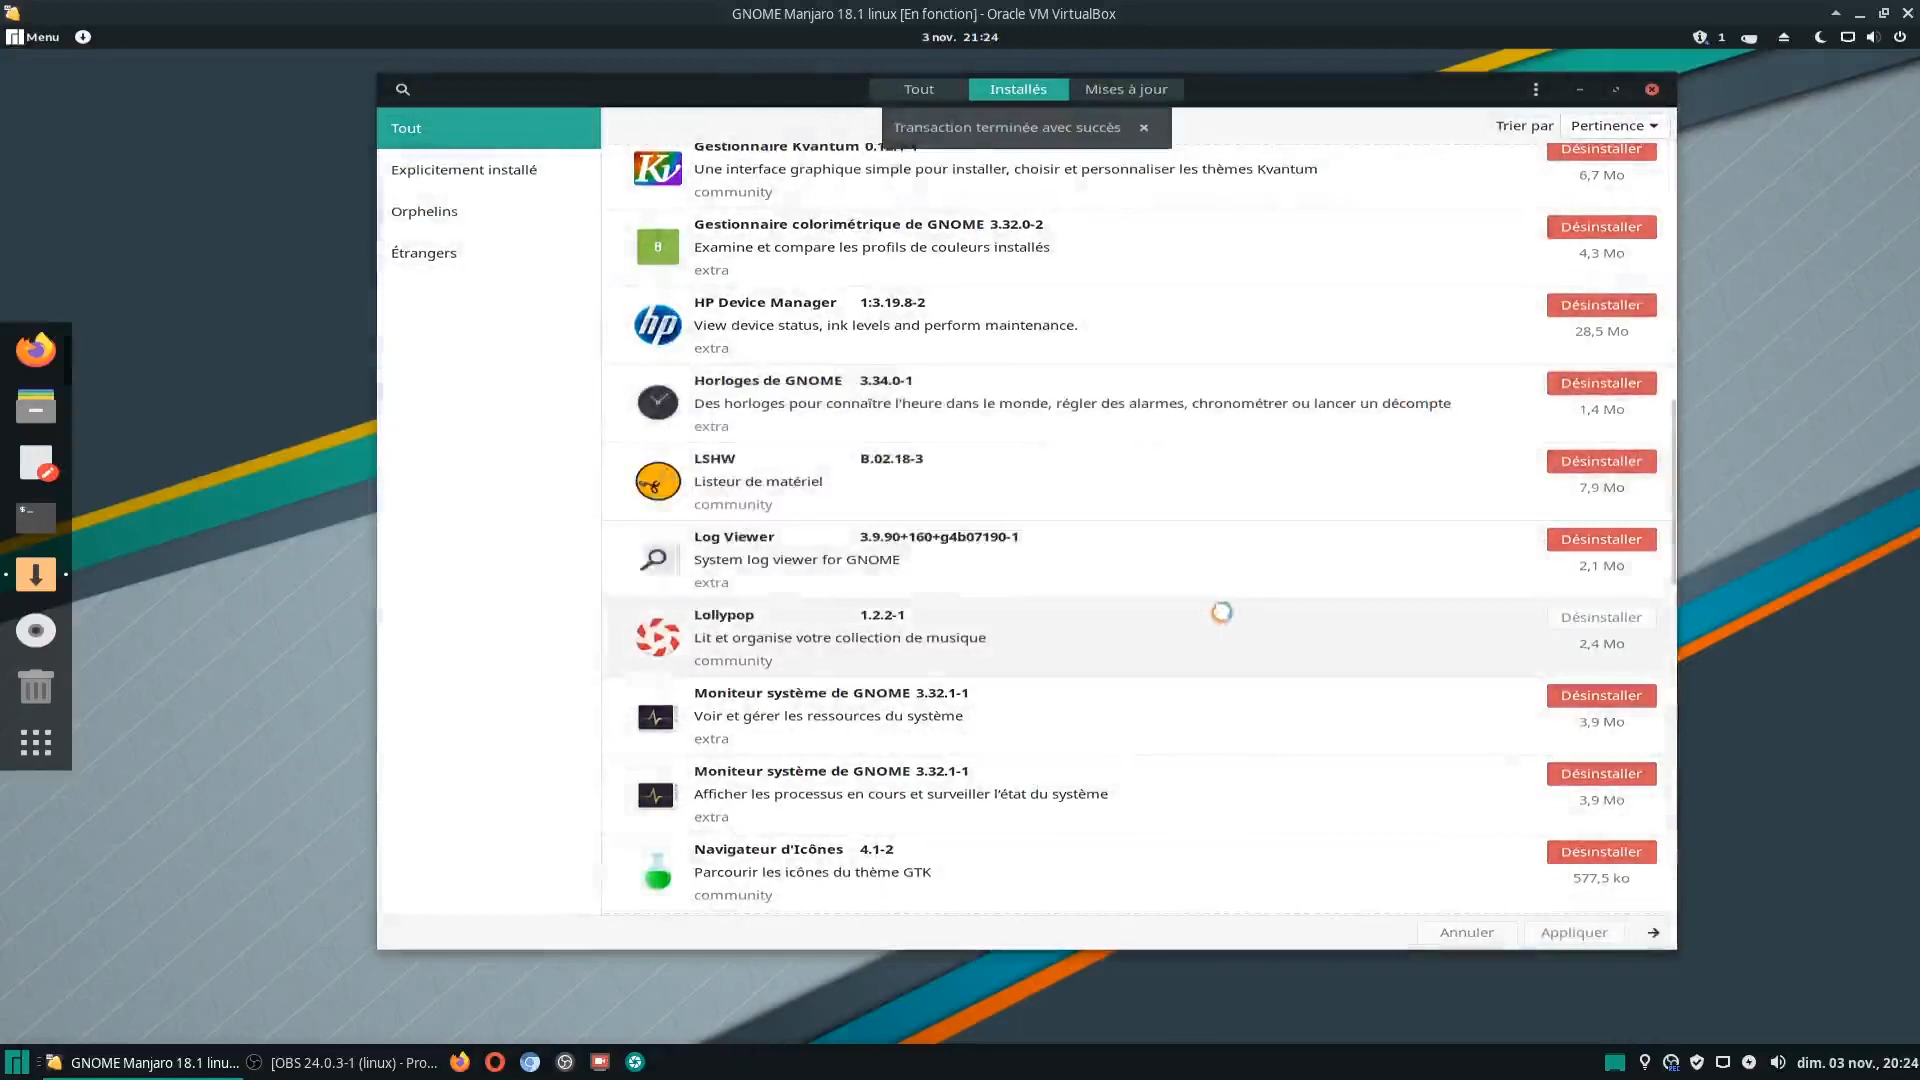 GNOME Manjaro 18.1 linux [En fonction] - Oracle VM VirtualBox
Menu
3 nov. 21:24
1
Tout
Installés
Mises à jour
Transaction terminée avec succès
Trier par
Pertinence
Tout
Explicitement installé
Orphelins
Étrangers
Gestionnaire Kvantum
Désinstaller
Une interface graphique simple pour installer, choisir et personnaliser les thèmes Kvantum
6,7 Mo
community
Gestionnaire colorimétrique de GNOME 3.32.0-2
Désinstaller
Examine et compare les profils de couleurs installés
4,3 Mo
extra
HP Device Manager 1:3.19.8-2
Désinstaller
View device status, ink levels and perform maintenance.
28,5 Mo
extra
Horloges de GNOME 3.34.0-1
Désinstaller
Des horloges pour connaître l'heure dans le monde, régler des alarmes, chronométrer ou lancer un décompte
1,4 Mo
extra
LSHW B.02.18-3
Désinstaller
Listeur de matériel
7,9 Mo
community
Log Viewer 3.9.90+160+g4b07190-1
Désinstaller
System log viewer for GNOME
2,1 Mo
extra
Lollypop 1.2.2-1
Désinstaller
Lit et organise votre collection de musique
2,4 Mo
community
Moniteur système de GNOME 3.32.1-1
Désinstaller
Voir et gérer les ressources du système
3,9 Mo
extra
Moniteur système de GNOME 3.32.1-1
Désinstaller
Afficher les processus en cours et surveiller l’état du système
3,9 Mo
extra
Navigateur d'Icônes 4.1-2
Désinstaller
Parcourir les icônes du thème GTK
577,5 ko
community
Annuler
Appliquer
GNOME Manjaro 18.1 linu...
[OBS 24.0.3-1 (linux) - Pro...
dim. 03 nov., 20:24